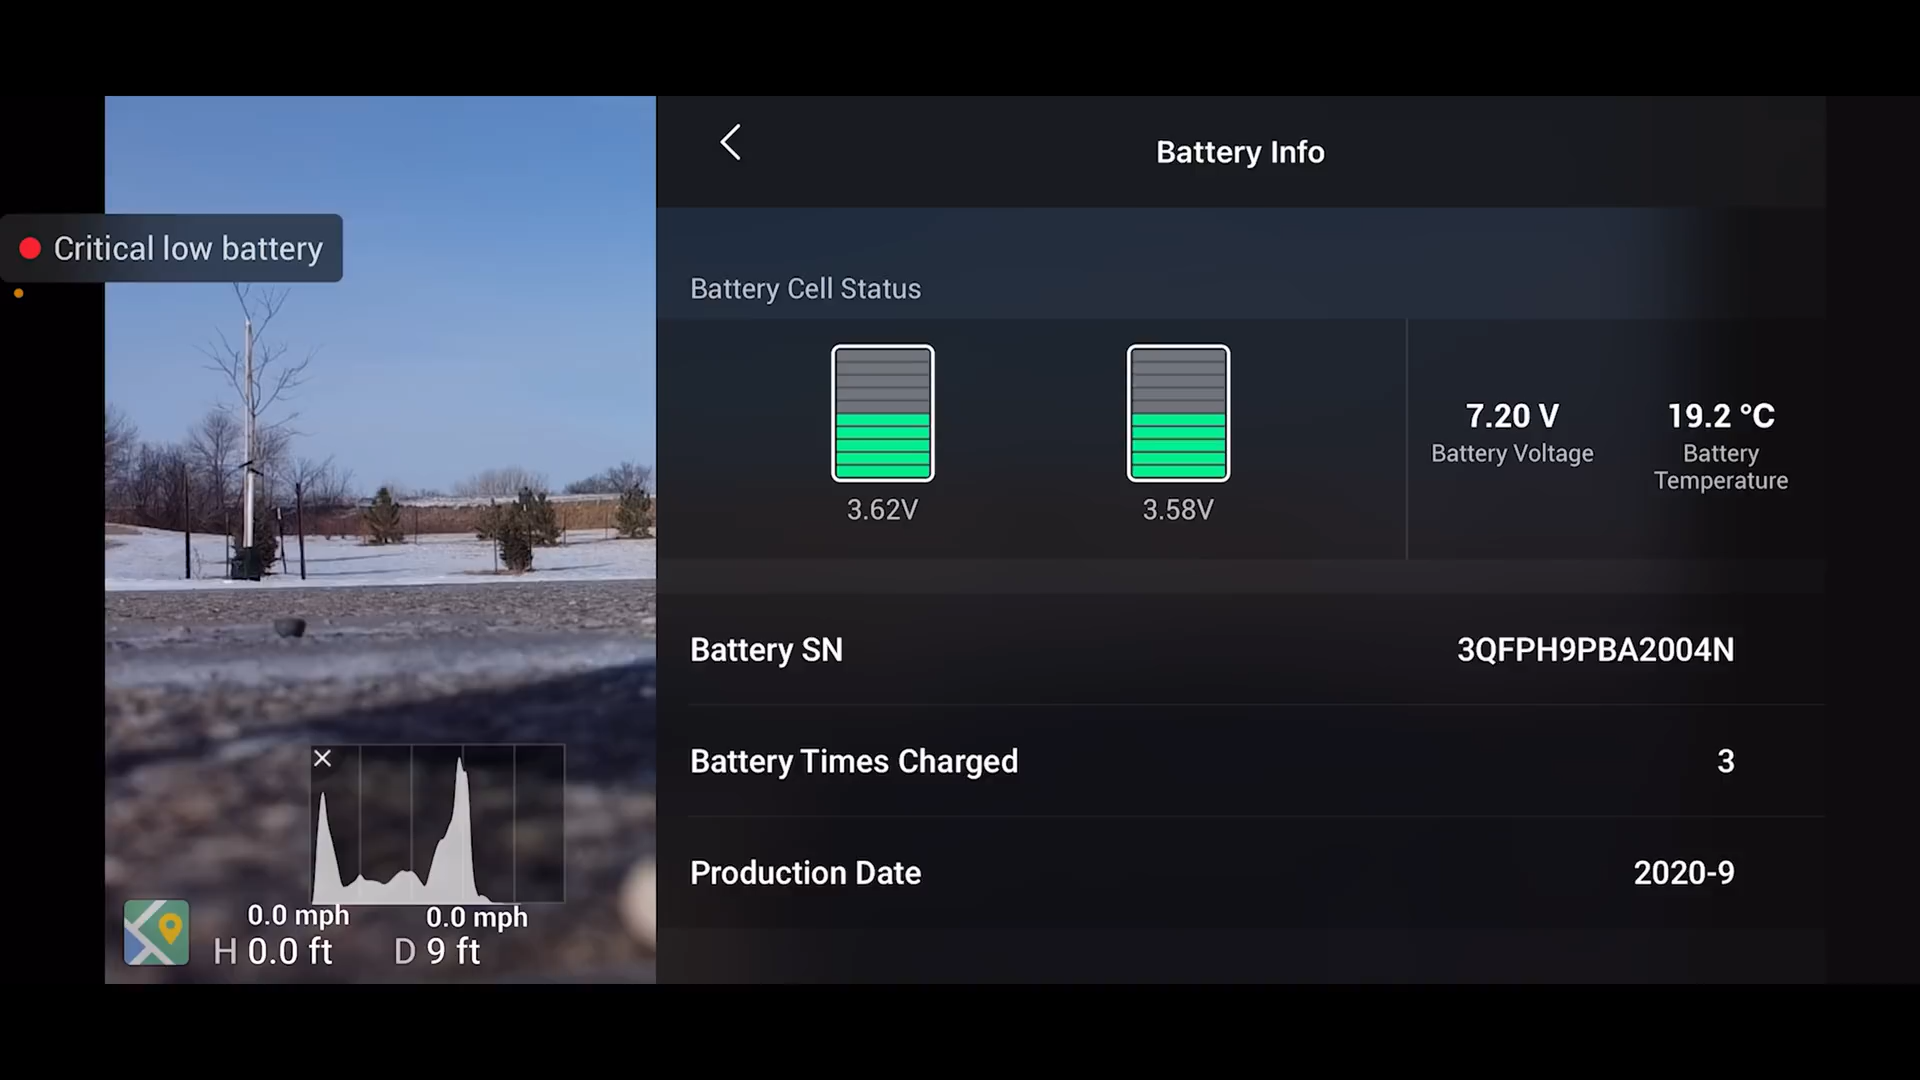 Battery Info
Critical low battery
Battery Cell Status
3.62V
3.58V
7.20 V
Battery Voltage
19.2 °C
Battery
Temperature
Battery SN
3QFPH9PBA2004N
Battery Times Charged
3
Production Date
2020-9
0.0 mph
0.0 mph
H 0.0 ft
D 9 ft